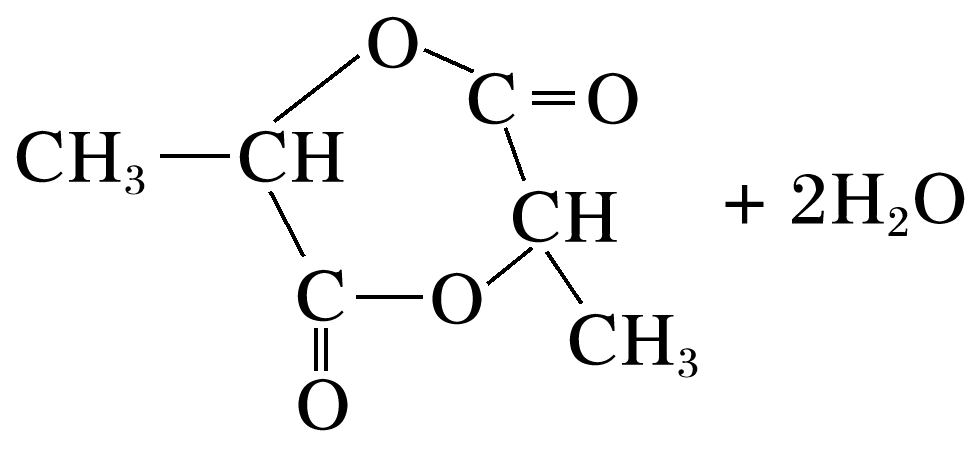 O
C=O
CH₃—CH
CH + 2H₂O
C—O
CH₃
O